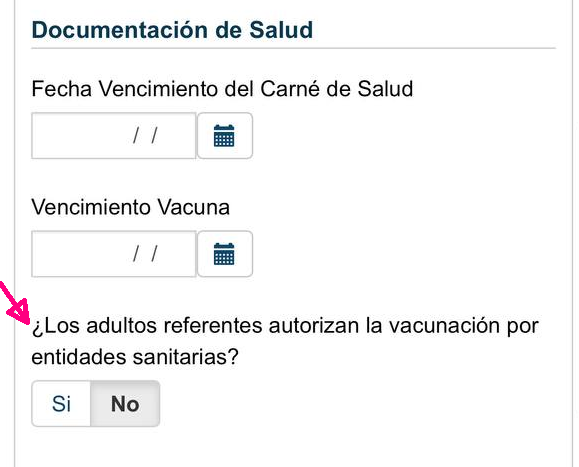 Documentación de Salud
Fecha Vencimiento del Carné de Salud
/ /
Vencimiento Vacuna
/ /
¿Los adultos referentes autorizan la vacunación por
entidades sanitarias?
Si No